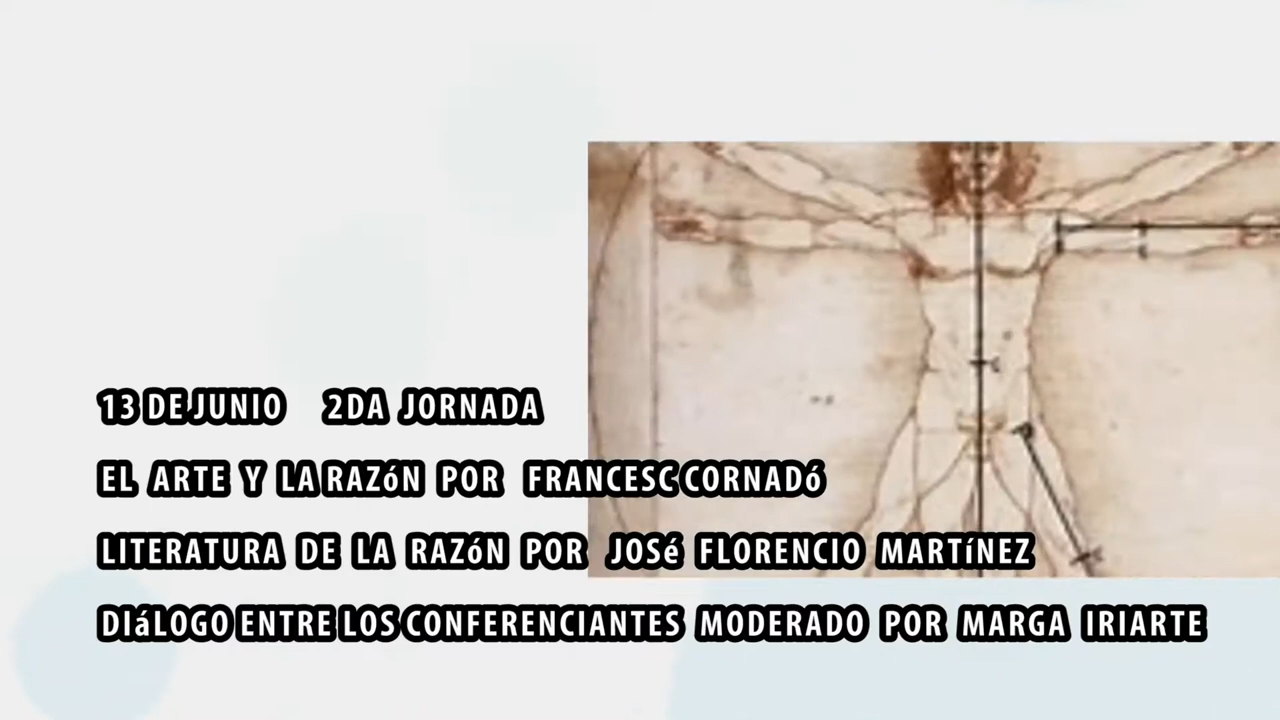 13 DE JUNIO 2DA JORNADA
EL ARTE Y LA RAZóN POR FRANCESC CORNADó
LITERATURA DE LA RAZóN POR JOSé FLORENCIO MARTíNEZ
DIáLOGO ENTRE LOS CONFERENCIANTES MODERADO POR MARGA IRIARTE